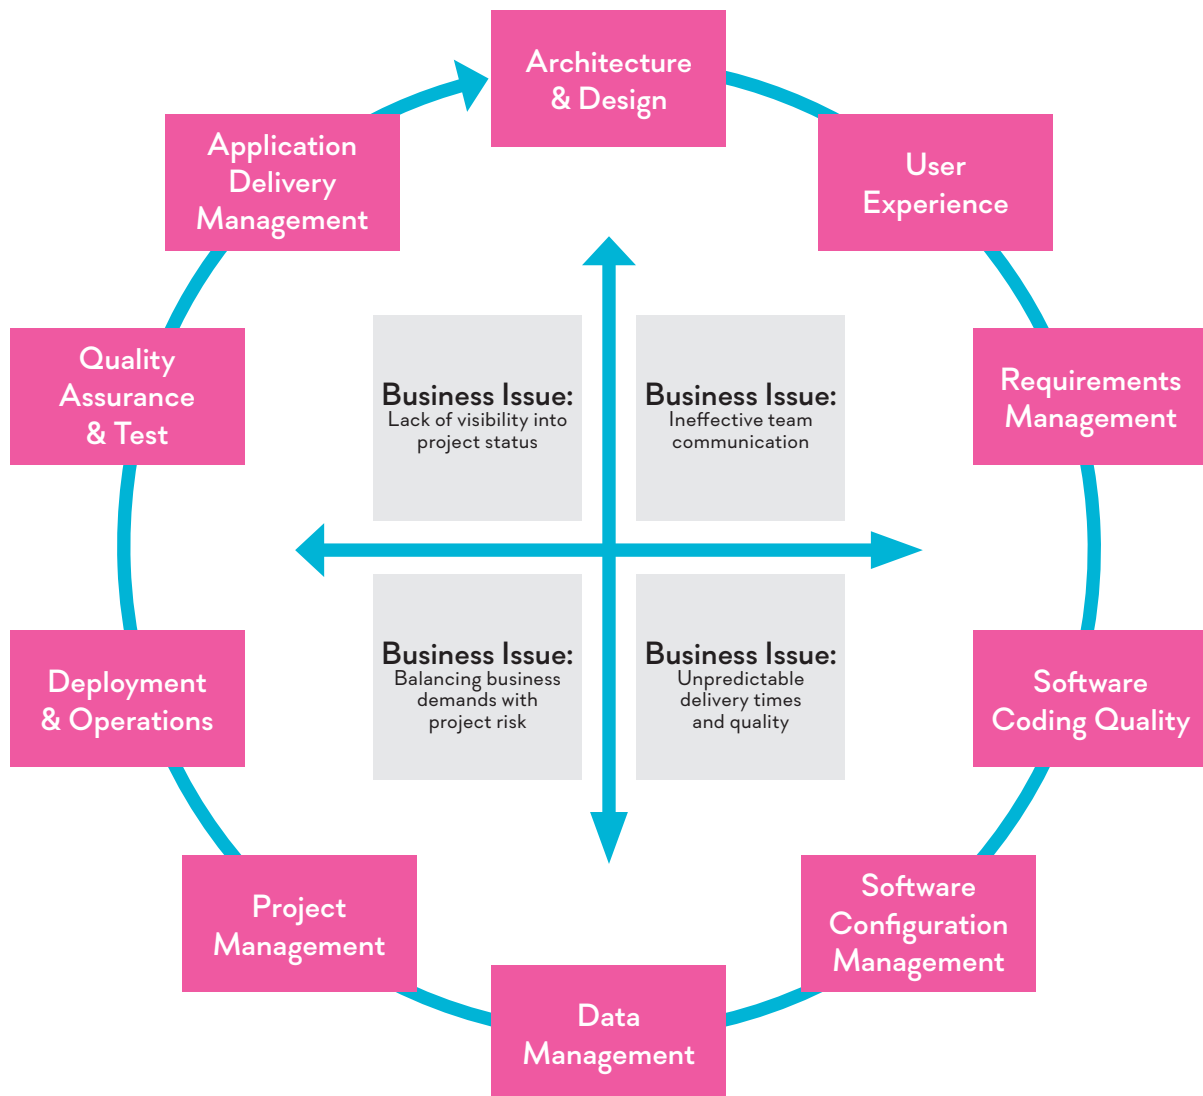 Architecture
& Design
Application
Delivery
Management
User
Experience
Quality
Assurance
& Test
Business Issue:
Lack of visibility into
project status
Business Issue:
Ineffective team
communication
Requirements
Management
Deployment
& Operations
Business Issue:
Balancing business
demands with
project risk
Business Issue:
Unpredictable
delivery times
and quality
Software
Coding Quality
Project
Management
Software
Configuration
Management
Data
Management